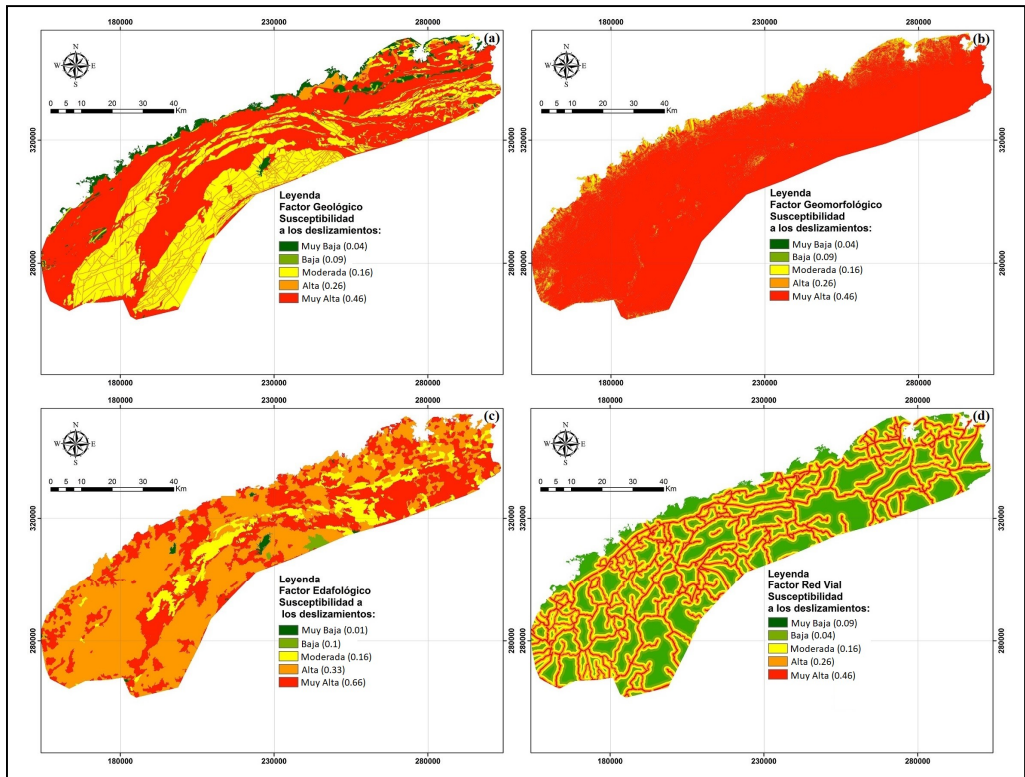 180000 230000 280000
(a)
N
W E
S
0 5 10 20 30 40
Km
320000
320000
Leyenda
Factor Geológico
Susceptibilidad
a los deslizamientos:
Muy Baja (0.04)
Baja (0.09)
Moderada (0.16)
Alta (0.26)
Muy Alta (0.46)
280000
280000
180000 230000 280000
180000 230000 280000
(b)
N
W E
S
0 5 10 20 30 40
Km
320000
320000
Leyenda
Factor Geomorfológico
Susceptibilidad
a los deslizamientos:
Muy Baja (0.04)
Baja (0.09)
Moderada (0.16)
Alta (0.26)
Muy Alta (0.46)
280000
280000
180000 230000 280000
180000 230000 280000
(c)
N
W E
S
0 5 10 20 30 40
Km
320000
320000
Leyenda
Factor Edafológico
Susceptibilidad a
los deslizamientos:
Muy Baja (0.01)
Baja (0.1)
Moderada (0.16)
Alta (0.33)
Muy Alta (0.66)
280000
280000
180000 230000 280000
180000 230000 280000
(d)
N
W E
S
0 5 10 20 30 40
Km
320000
320000
Leyenda
Factor Red Vial
Susceptibilidad
a los deslizamientos:
Muy Baja (0.09)
Baja (0.04)
Moderada (0.16)
Alta (0.26)
Muy Alta (0.46)
280000
280000
180000 230000 280000